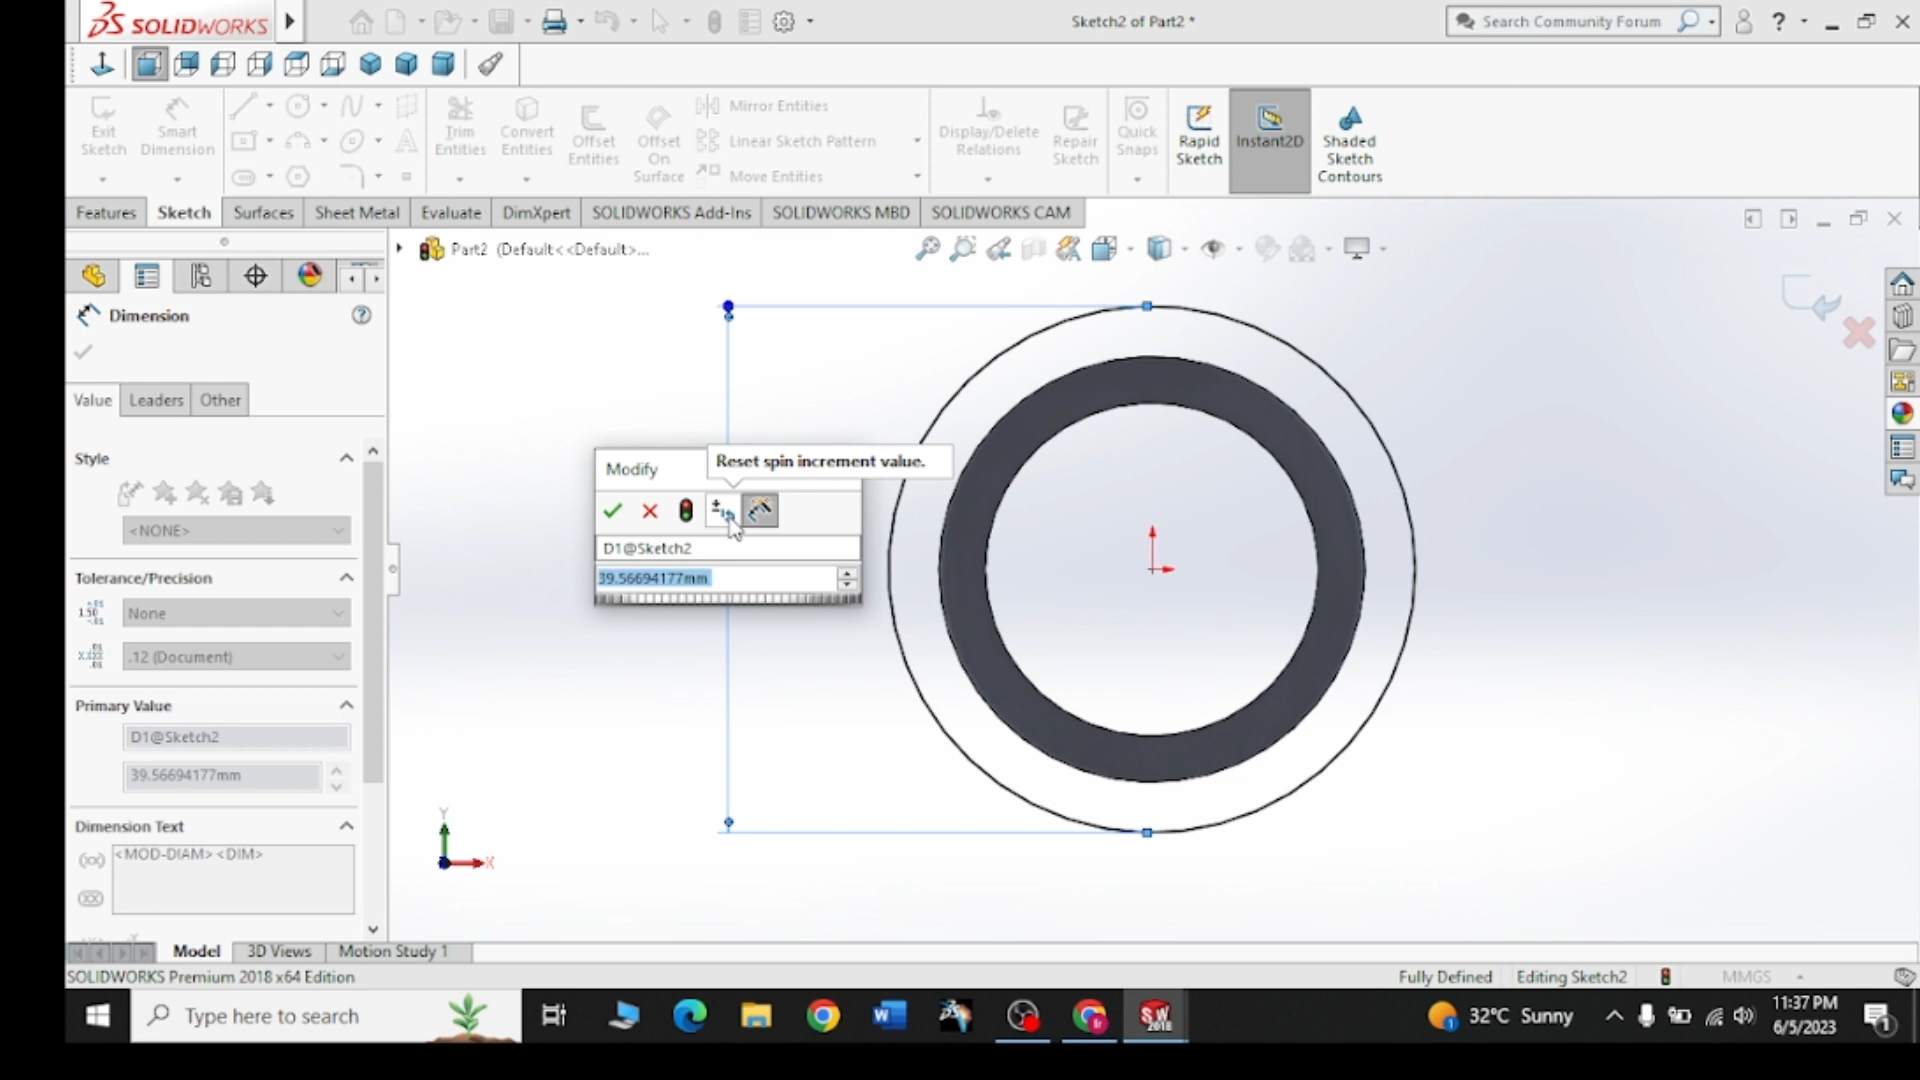 SOLIDWORKS
Sketch2 of Part2 *
Search Community Forum
?
Exit Sketch
Smart Dimension
Trim Entities
Convert Entities
Offset Entities
Offset On Surface
Mirror Entities
Linear Sketch Pattern
Move Entities
Display/Delete Relations
Repair Sketch
Quick Snaps
Rapid Sketch
Instant2D
Shaded Sketch Contours
Features
Sketch
Surfaces
Sheet Metal
Evaluate
DimXpert
SOLIDWORKS Add-Ins
SOLIDWORKS MBD
SOLIDWORKS CAM
Part2 (Default<<Default>...
Dimension
?
Value
Leaders
Other
Style
<NONE>
Tolerance/Precision
None
.12 (Document)
Primary Value
D1@Sketch2
39.56694177mm
Dimension Text
<MOD-DIAM><DIM>
Modify
Reset spin increment value.
D1@Sketch2
39.56694177mm
Y
X
Model
3D Views
Motion Study 1
SOLIDWORKS Premium 2018 x64 Edition
Fully Defined
Editing Sketch2
MMGS
Type here to search
SW
2018
32°C Sunny
11:37 PM
6/5/2023
1